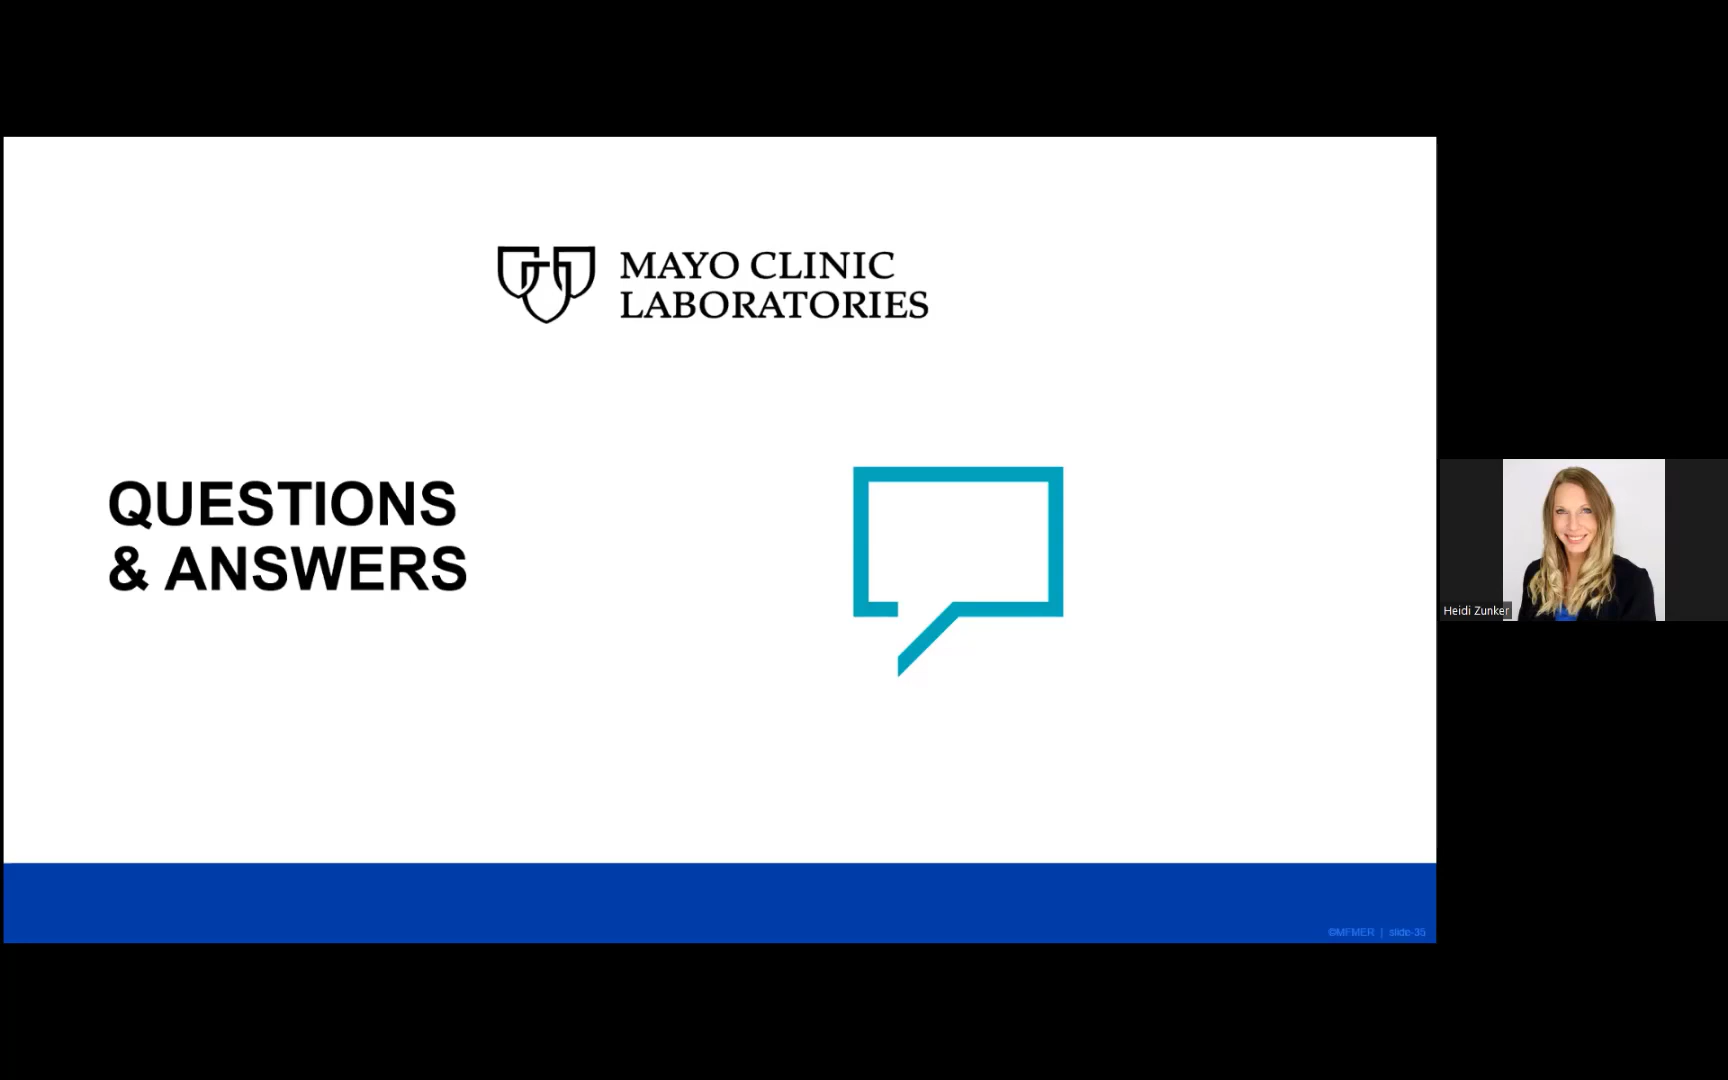 MAYO CLINIC
LABORATORIES
QUESTIONS
& ANSWERS
Heidi Zunker
©MFMER | slide-35